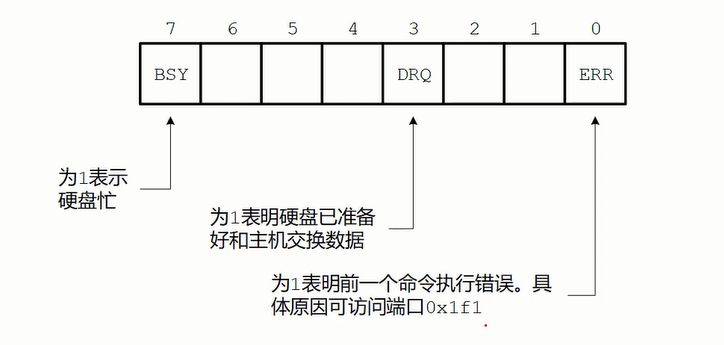 7 6 5 4 3 2 1 0
BSY DRQ ERR
为1表示
硬盘忙
为1表明硬盘已准备
好和主机交换数据
为1表明前一个命令执行错误。具
体原因可访问端口0x1f1